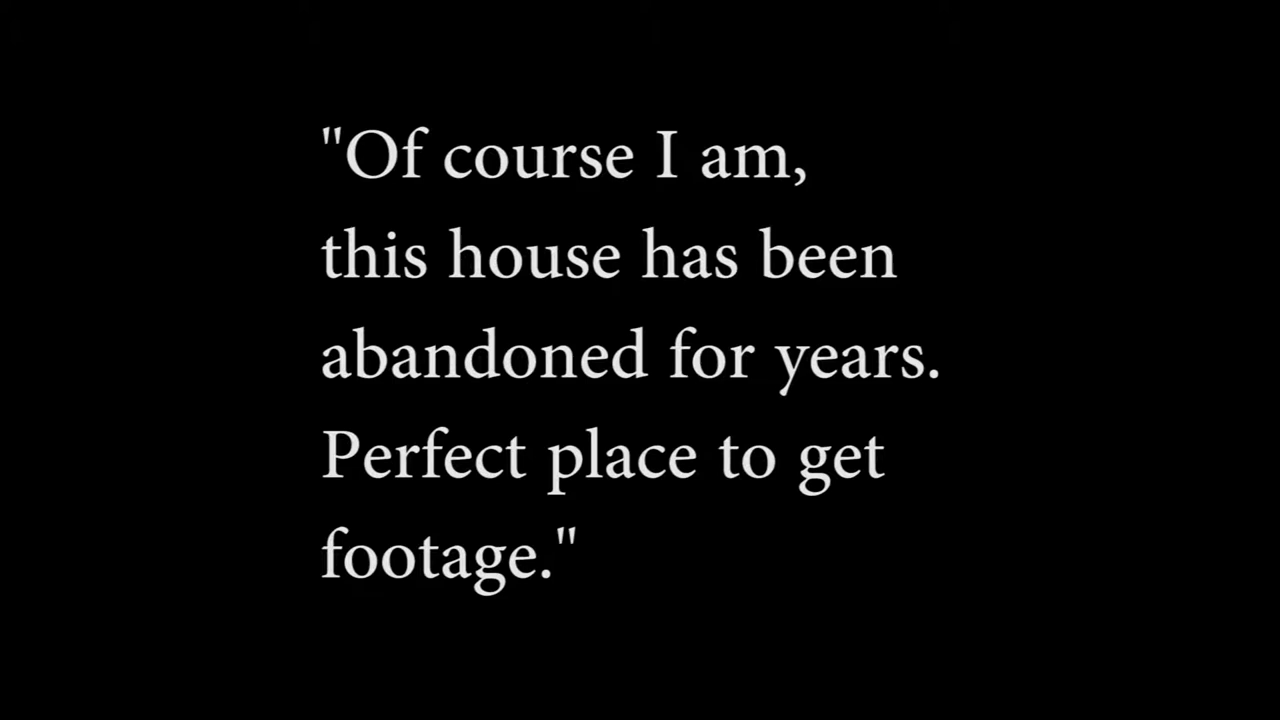 "Of course I am,
this house has been
abandoned for years.
Perfect place to get
footage."